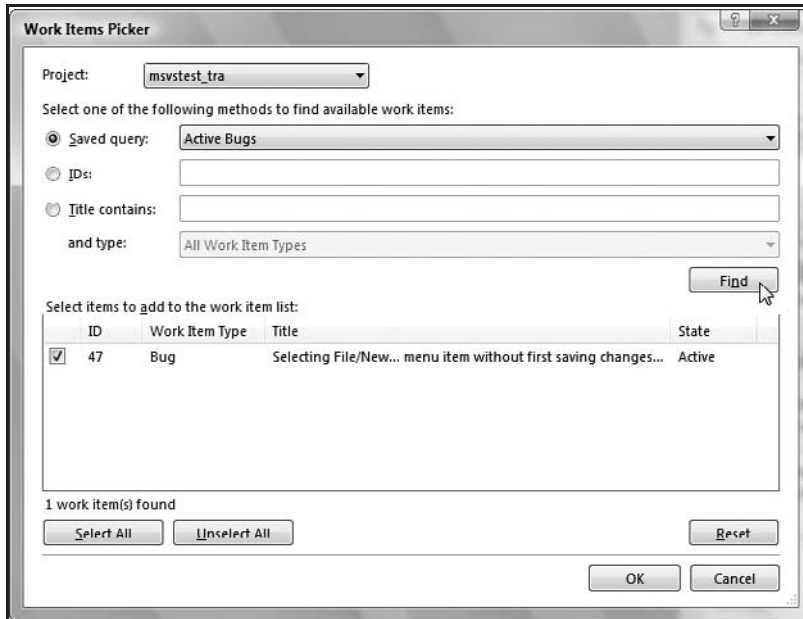 Work Items Picker
Project: msvstest_tra
Select one of the following methods to find available work items:
Saved query: Active Bugs
IDs:
Title contains:
and type: All Work Item Types
Find
Select items to add to the work item list:
ID Work Item Type Title State
47 Bug Selecting File/New... menu item without first saving changes... Active
1 work item(s) found
Select All Unselect All Reset
OK Cancel